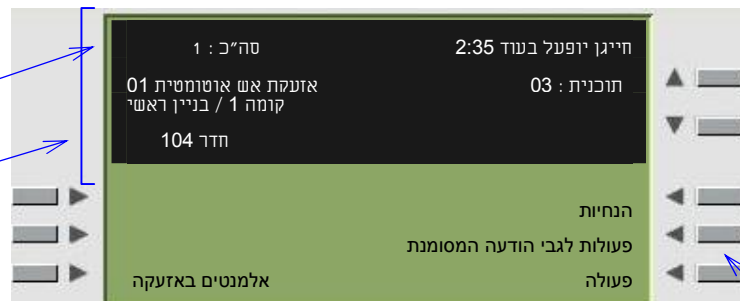 חייגן יופעל בעוד 2:35
סה"כ : 1
תוכנית : 03
אזעקת אש אוטומטית 01
קומה 1 / בניין ראשי
חדר 104
הנחיות
פעולות לגבי הודעה המסומנת
פעולה
אלמנטים באזעקה